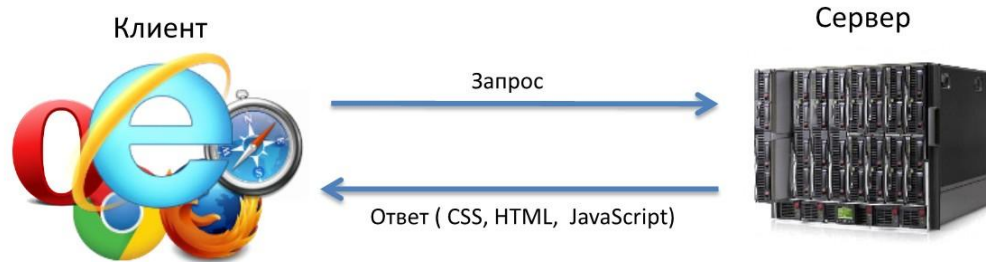 Клиент
Сервер
Запрос
Ответ ( CSS, HTML,  JavaScript)